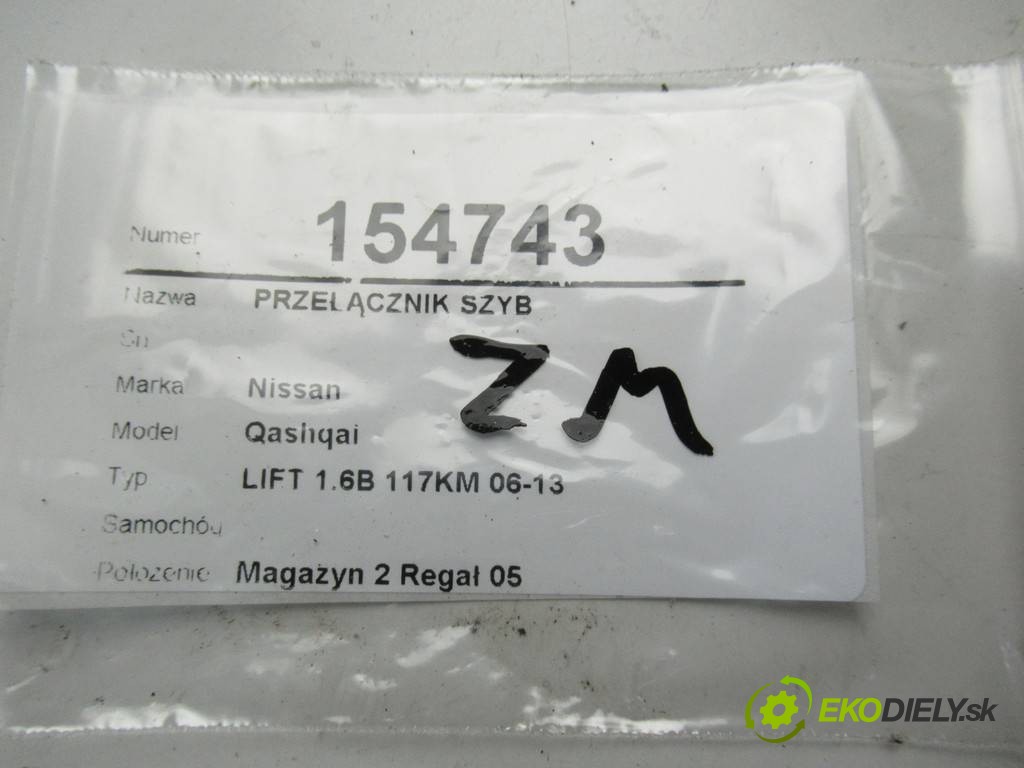 Numer 154743
Nazwa PRZEŁĄCZNIK SZYB
Sn
Marka Nissan
Model Qashqai
Typ LIFT 1.6B 117KM 06-13
Samochód
Położenie Magazyn 2 Regał 05
ZM
EKODIELY.sk